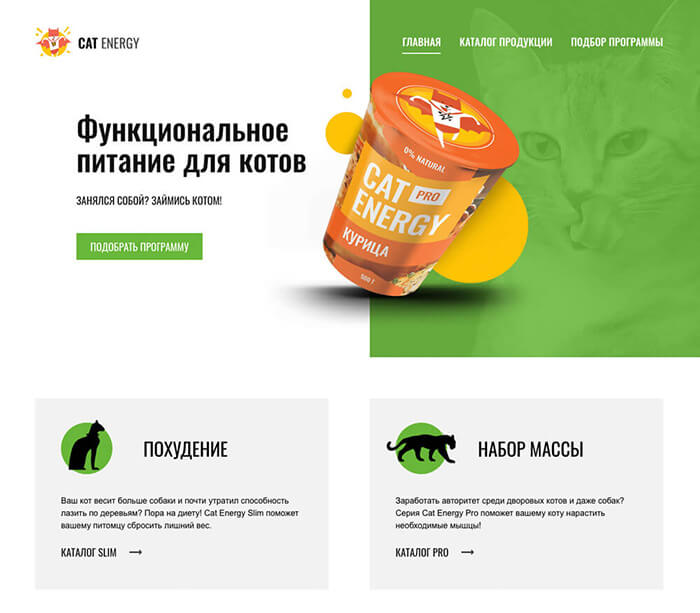 CAT ENERGY
ГЛАВНАЯ
КАТАЛОГ ПРОДУКЦИИ
ПОДБОР ПРОГРАММЫ
Функциональное
питание для котов
ЗАНЯЛСЯ СОБОЙ? ЗАЙМИСЬ КОТОМ!
ПОДОБРАТЬ ПРОГРАММУ
0% NATURAL
CAT PRO
ENERGY
КУРИЦА
500 г
ПОХУДЕНИЕ
Ваш кот весит больше собаки и почти утратил способность
лазить по деревьям? Пора на диету! Cat Energy Slim поможет
вашему питомцу сбросить лишний вес.
КАТАЛОГ SLIM
НАБОР МАССЫ
Заработать авторитет среди дворовых котов и даже собак?
Серия Cat Energy Pro поможет вашему коту нарастить
необходимые мышцы!
КАТАЛОГ PRO